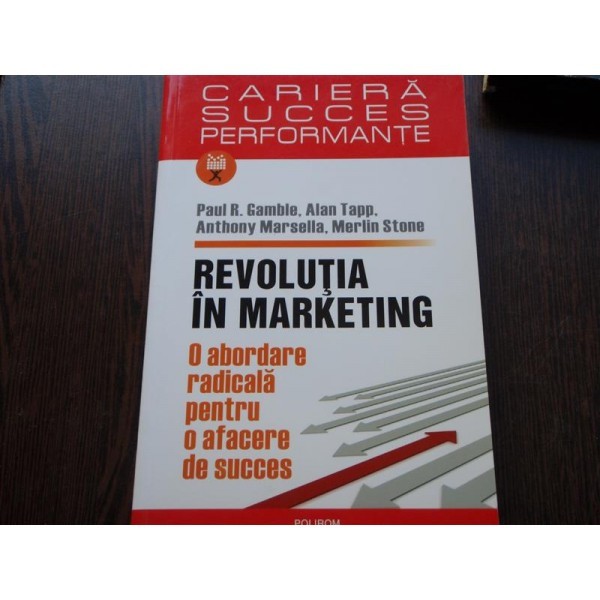 CARIERĂ
SUCCES
PERFORMANȚE
Paul R. Gamble, Alan Tapp,
Anthony Marsella, Merlin Stone
REVOLUȚIA
ÎN MARKETING
O abordare
radicală
pentru
o afacere
de succes
POLIROM